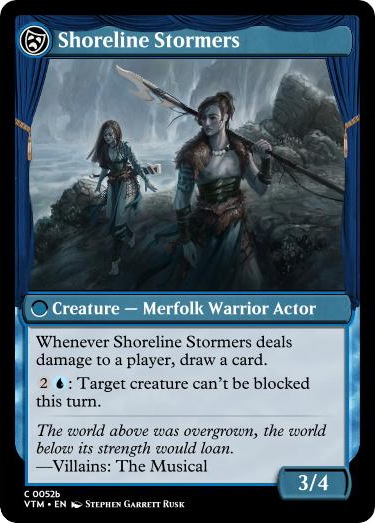 Shoreline Stormers
Creature — Merfolk Warrior Actor
Whenever Shoreline Stormers deals
damage to a player, draw a card.
2 : Target creature can't be blocked
this turn.
The world above was overgrown, the world
below its strength would loan.
—Villains: The Musical
3/4
C 0052b
VTM • EN Stephen Garrett Rusk